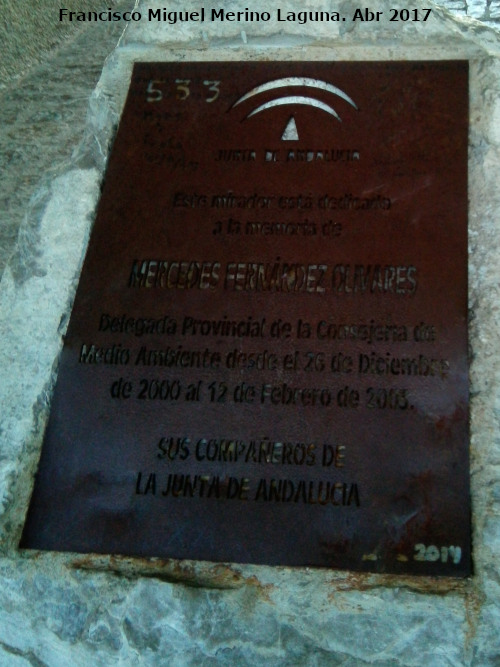 Francisco Miguel Merino Laguna. Abr 2017
533
JUNTA DE ANDALUCIA
Este mirador está dedicado
a la memoria de
MERCEDES FERNÁNDEZ OLIVARES
Delegada Provincial de la Consejería de
Medio Ambiente desde el 26 de Diciembre
de 2000 al 12 de Febrero de 2003.
SUS COMPAÑEROS DE
LA JUNTA DE ANDALUCIA
2014